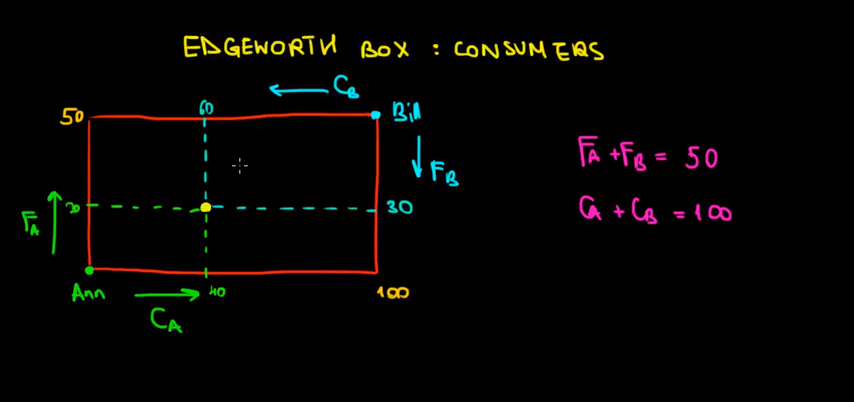 EDGEWORTH BOX : CONSUMERS
C_B
50
60
Bill
F_B
F_A + F_B = 50
C_A + C_B = 100
F_A
20
30
Ann
40
100
C_A